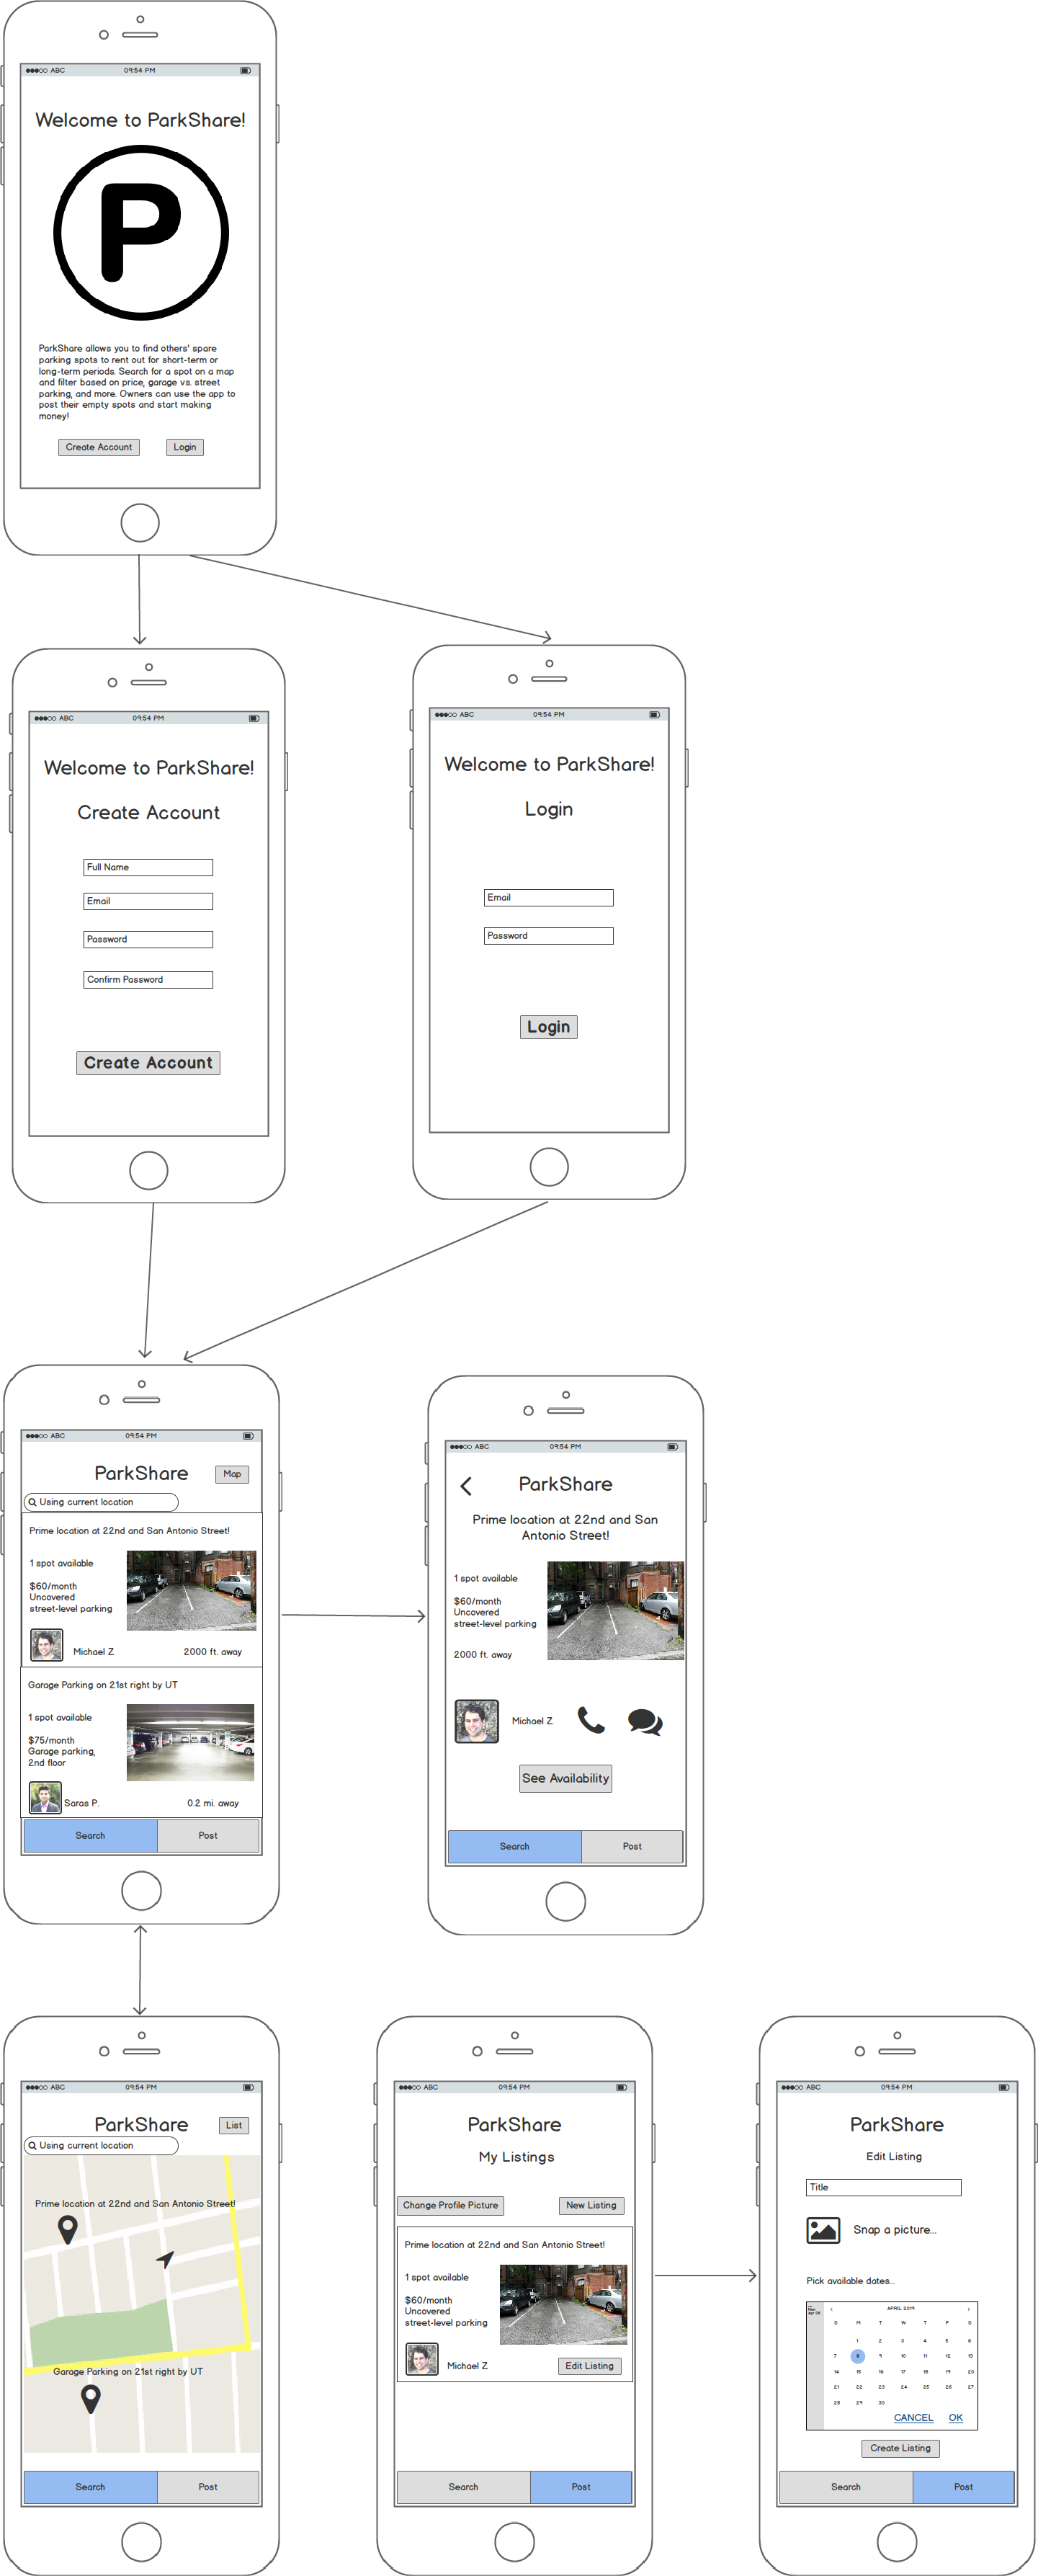 ABC 09:54 PM
Welcome to ParkShare!
P
ParkShare allows you to find others' spare
parking spots to rent out for short-term or
long-term periods. Search for a spot on a map
and filter based on price, garage vs. street
parking, and more. Owners can use the app to
post their empty spots and start making
money!
Create Account Login
ABC 09:54 PM
Welcome to ParkShare!
Create Account
Full Name
Email
Password
Confirm Password
Create Account
ABC 09:54 PM
Welcome to ParkShare!
Login
Email
Password
Login
ABC 09:54 PM
ParkShare Map
Using current location
Prime location at 22nd and San Antonio Street!
1 spot available
$60/month
Uncovered
street-level parking
Michael Z 2000 ft. away
Garage Parking on 21st right by UT
1 spot available
$75/month
Garage parking,
2nd floor
Saras P. 0.2 mi. away
Search Post
ABC 09:54 PM
ParkShare
Prime location at 22nd and San
Antonio Street!
1 spot available
$60/month
Uncovered
street-level parking
2000 ft. away
Michael Z
See Availability
Search Post
ABC 09:54 PM
ParkShare List
Using current location
Prime location at 22nd and San Antonio Street!
Garage Parking on 21st right by UT
Search Post
ABC 09:54 PM
ParkShare
My Listings
Change Profile Picture New Listing
Prime location at 22nd and San Antonio Street!
1 spot available
$60/month
Uncovered
street-level parking
Michael Z Edit Listing
Search Post
ABC 09:54 PM
ParkShare
Edit Listing
Title
Snap a picture...
Pick available dates...
Mon
Apr 08
‹ APRIL 2019 ›
S M T W T F S
1 2 3 4 5 6
7 8 9 10 11 12 13
14 15 16 17 18 19 20
21 22 23 24 25 26 27
28 29 30
CANCEL OK
Create Listing
Search Post